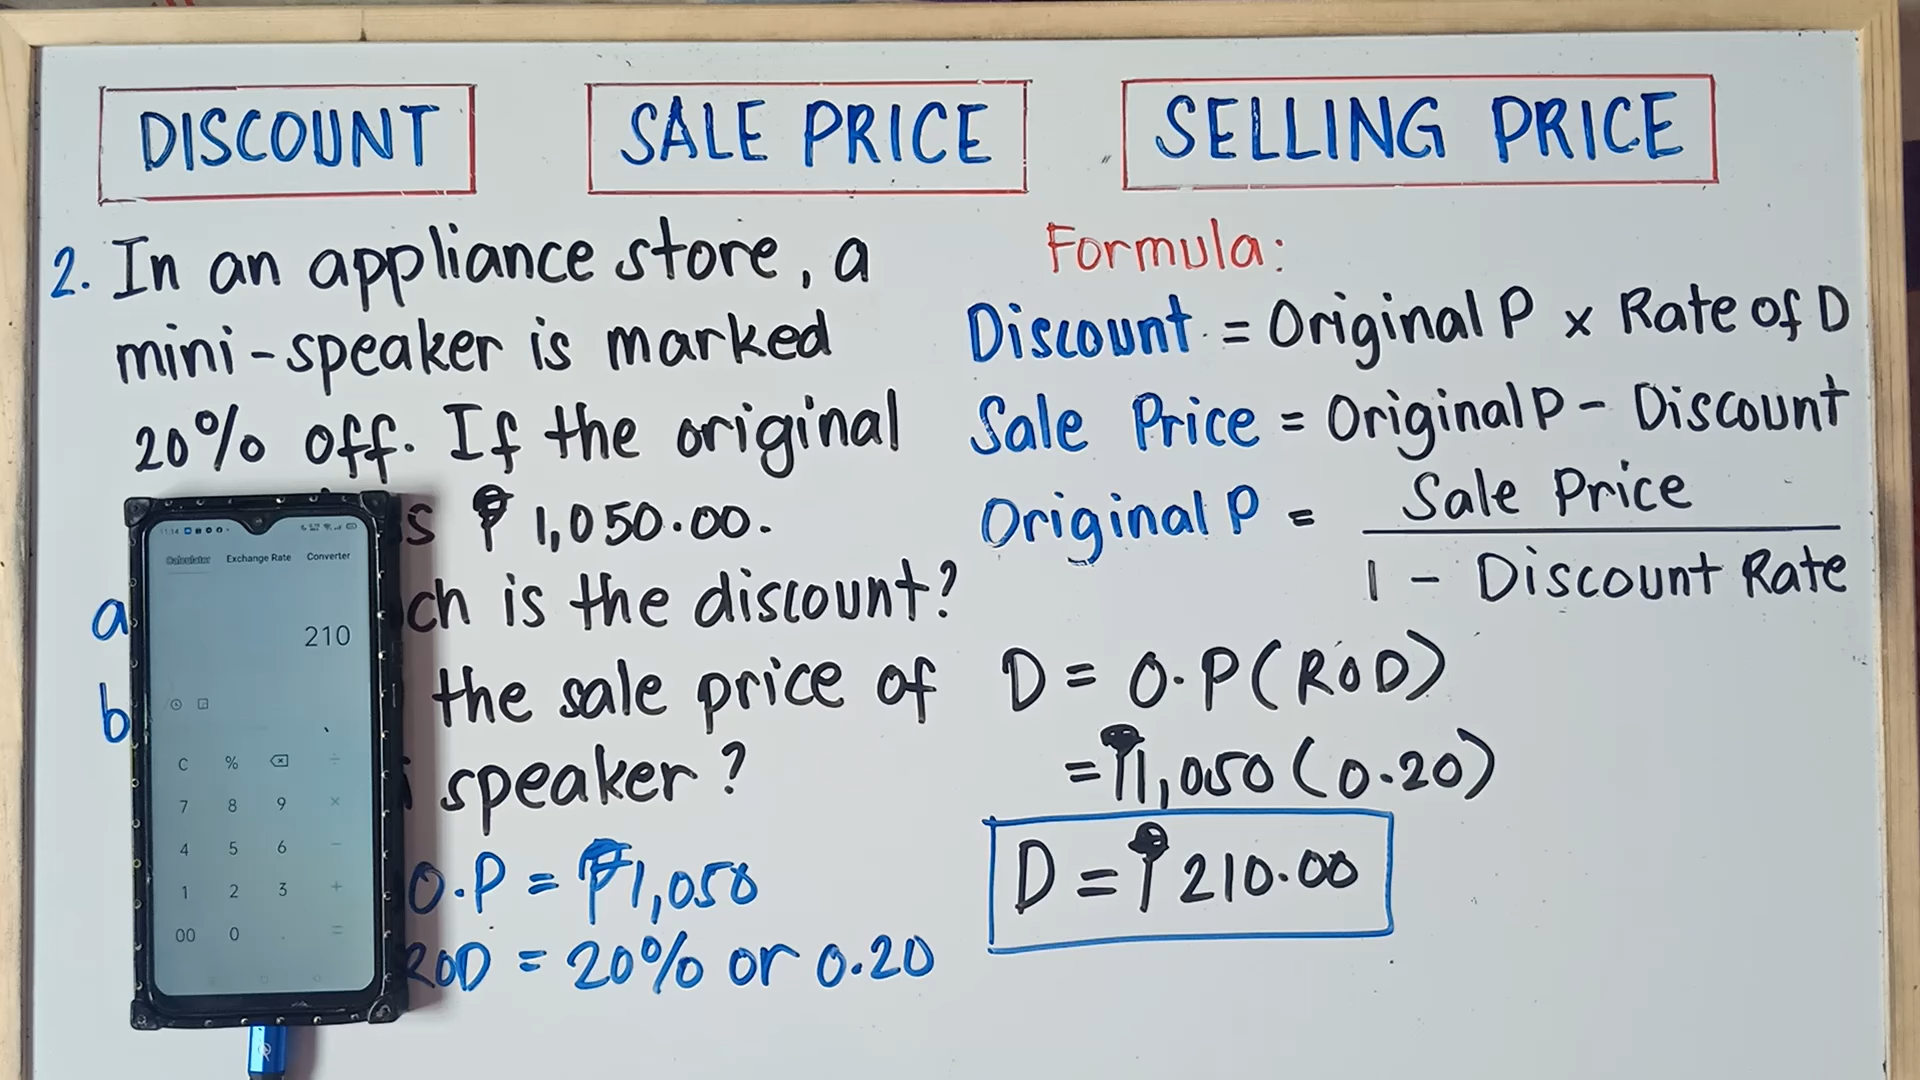 DISCOUNT
SALE PRICE
SELLING PRICE
2. In an appliance store, a
mini-speaker is marked
20% off. If the original
s ₱1,050.00.
a ch is the discount?
b the sale price of
i speaker?
O.P = ₱1,050
ROD = 20% or 0.20
Formula:
Discount = Original P x Rate of D
Sale Price = Original P - Discount
Original P = Sale Price
1 - Discount Rate
D = O.P(ROD)
= ₱1,050(0.20)
D = ₱210.00
11:14
Calculator Exchange Rate Converter
210
C %
7 8 9 ×
4 5 6 −
1 2 3 +
00 0 . =